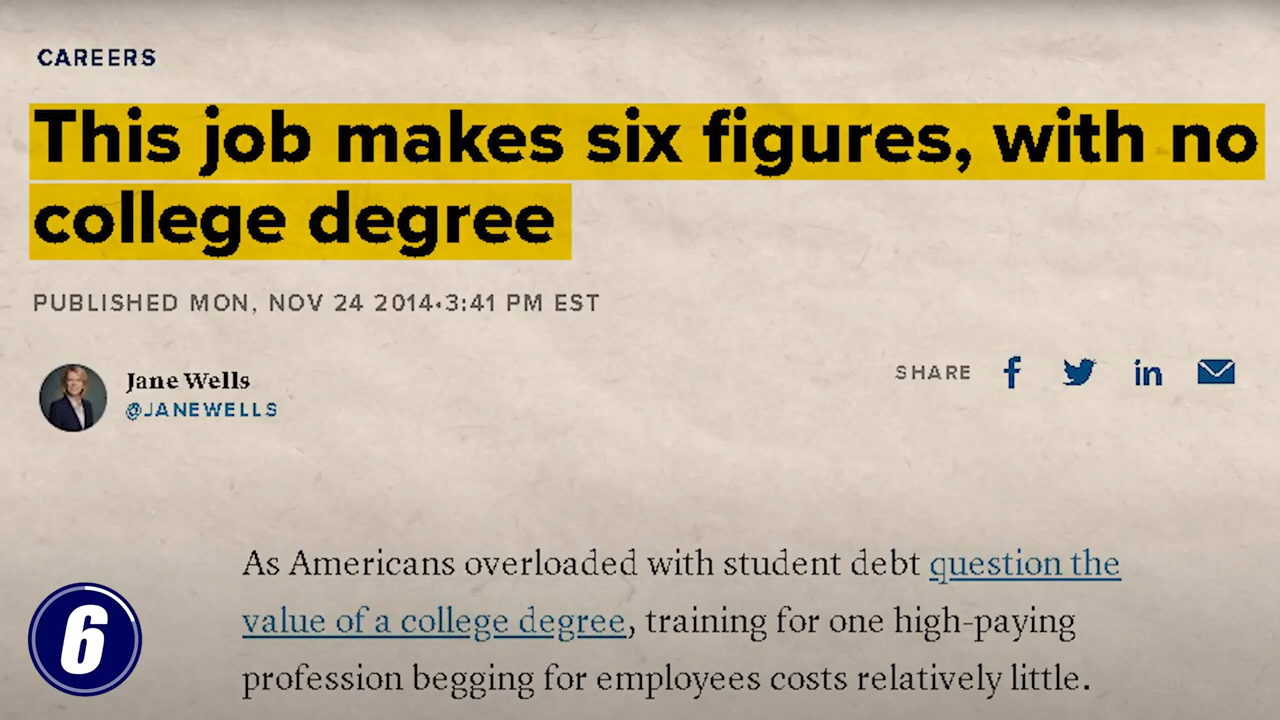 CAREERS
This job makes six figures, with no
college degree
PUBLISHED MON, NOV 24 2014•3:41 PM EST
Jane Wells
@JANEWELLS
SHARE
As Americans overloaded with student debt question the
value of a college degree, training for one high-paying
profession begging for employees costs relatively little.
6